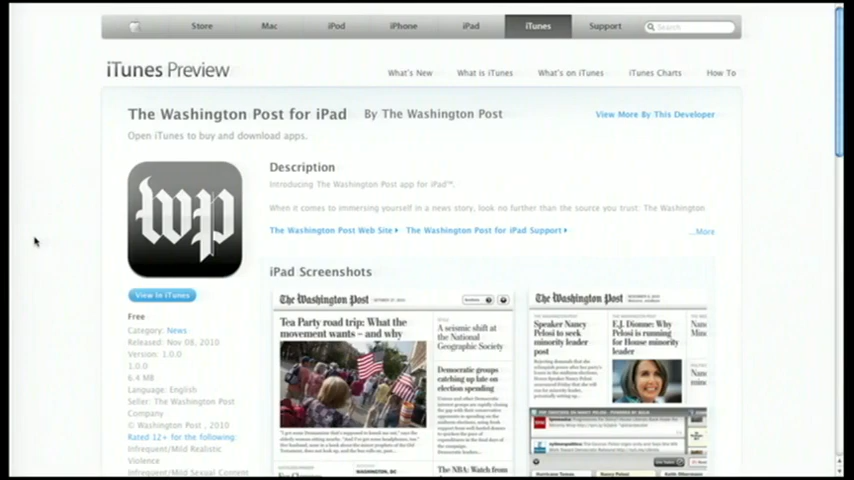 Store Mac iPod iPhone iPad iTunes Support Search
iTunes Preview
What's New What is iTunes What's on iTunes iTunes Charts How To
The Washington Post for iPad By The Washington Post
View More By This Developer
Open iTunes to buy and download apps.
wp
Description
Introducing The Washington Post app for iPad™.
When it comes to immersing yourself in a news story, look no further than the source you trust. The Washington
The Washington Post Web Site The Washington Post for iPad Support
...More
View In iTunes
Free
Category: News
Released: Nov 08, 2010
Version: 1.0.0
1.0.0
6.4 MB
Language: English
Seller: The Washington Post
Company
© Washington Post , 2010
Rated 12+ for the following:
Infrequent/Mild Realistic
Violence
Infrequent/Mild Sexual Content
iPad Screenshots
The Washington Post
Tea Party road trip: What the
movement wants – and why
A seismic shift at
the National
Geographic Society
Democratic groups
catching up late on
election spending
The NBA: Watch from
The Washington Post
Speaker Nancy
Pelosi to seek
minority leader
post
E.J. Dionne: Why
Pelosi is running
for House minority
leader